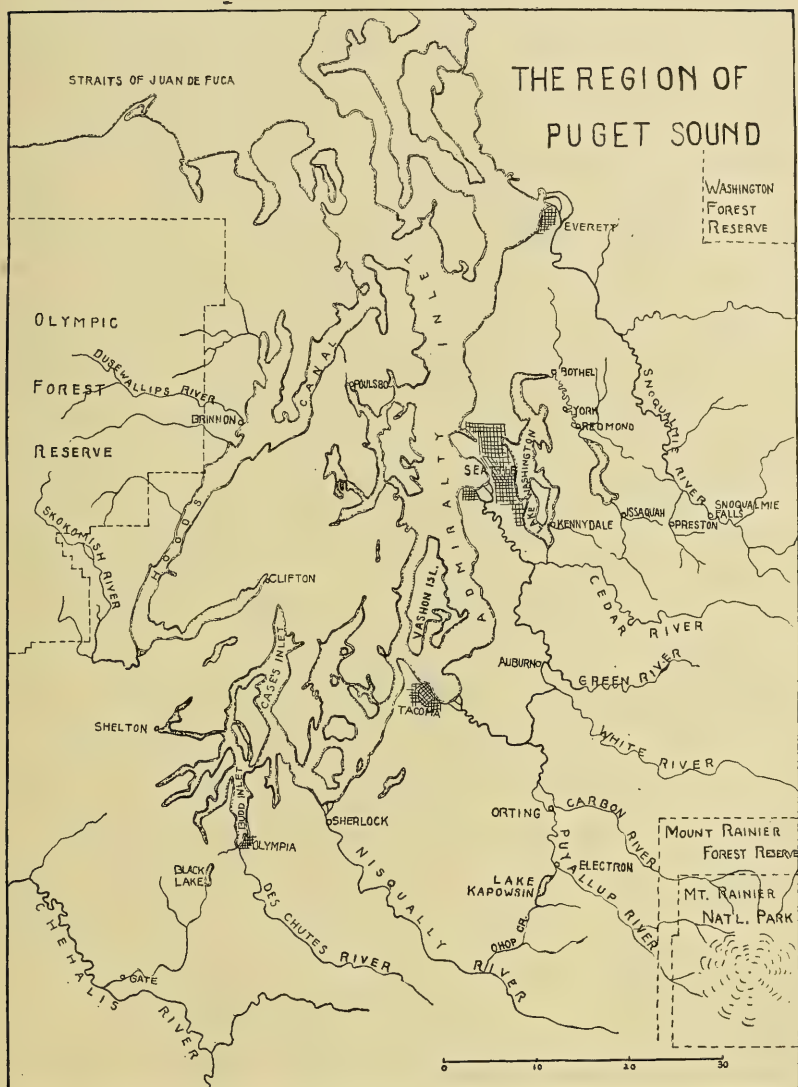 THE REGION OF
PUGET SOUND
STRAITS OF JUAN DE FUCA
WASHINGTON
FOREST
RESERVE
EVERETT
OLYMPIC
FOREST
RESERVE
DUSEWALLIPS RIVER
BRINNON
HOODS CANAL
POULSBO
ADMIRALTY INLET
BOTHEL
YORK
REDMOND
SNOQUALMIE RIVER
SEATTLE
LAKE WASHINGTON
KENNYDALE
ISSAQUAH
PRESTON
SNOQUALMIE
FALLS
SKOKOMISH RIVER
CLIFTON
VASHON ISL.
CEDAR RIVER
AUBURN
GREEN RIVER
CASE'S INLET
TACOMA
SHELTON
WHITE RIVER
BUDD INLET
OLYMPIA
SHERLOCK
ORTING
CARBON RIVER
MOUNT RAINIER
FOREST RESERVE
BLACK
LAKE
NISQUALLY RIVER
ELECTRON
LAKE
KAPOWSIN
PUYALLUP RIVER
MT. RAINIER
NAT'L. PARK
DES CHUTES RIVER
OHOP CR.
CHEHALIS RIVER
GATE
0 10 20 30